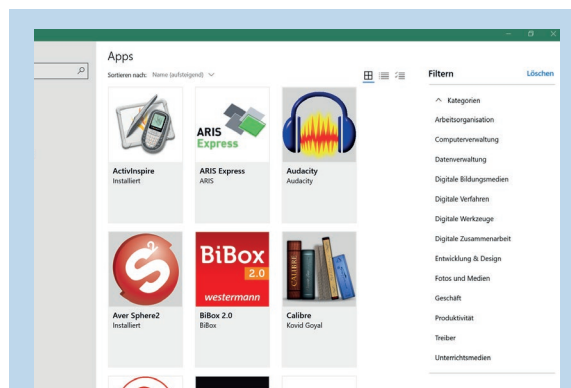 Apps
Sortieren nach: Name (aufsteigend)
Filtern
Löschen
ARIS
Express
ActivInspire
Installiert
ARIS Express
ARIS
Audacity
Audacity
S2
BiBox
2.0
westermann
CALIBRE
Aver Sphere2
Installiert
BiBox 2.0
BiBox
Calibre
Kovid Goyal
Kategorien
Arbeitsorganisation
Computerverwaltung
Datenverwaltung
Digitale Bildungsmedien
Digitale Verfahren
Digitale Werkzeuge
Digitale Zusammenarbeit
Entwicklung & Design
Fotos und Medien
Geschäft
Produktivität
Treiber
Unterrichtsmedien